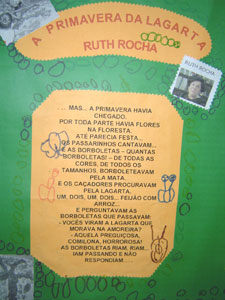 A PRIMAVERA DA LAGARTA
RUTH ROCHA
RUTH ROCHA
... MAS... A PRIMAVERA HAVIA
CHEGADO.
POR TODA PARTE HAVIA FLORES
NA FLORESTA.
ATE PARECIA FESTA...
OS PASSARINHOS CANTAVAM...
E AS BORBOLETAS – QUANTAS
BORBOLETAS! – DE TODAS AS
CORES, DE TODOS OS
TAMANHOS, BORBOLETEAVAM
PELA MATA.
E OS CAÇADORES PROCURAVAM
PELA LAGARTA.
UM, DOIS, UM, DOIS... FEIJÃO COM
ARROZ...
E PERGUNTAVAM AS
BORBOLETAS QUE PASSAVAM:
- VOCÊS VIRAM A LAGARTA QUE
MORAVA NA AMOREIRA?
- AQUELA PREGUIÇOSA,
COMILONA, HORROROSA!
AS BORBOLETAS RIAM, RIAM...
IAM PASSANDO E NÃO
RESPONDIAM....